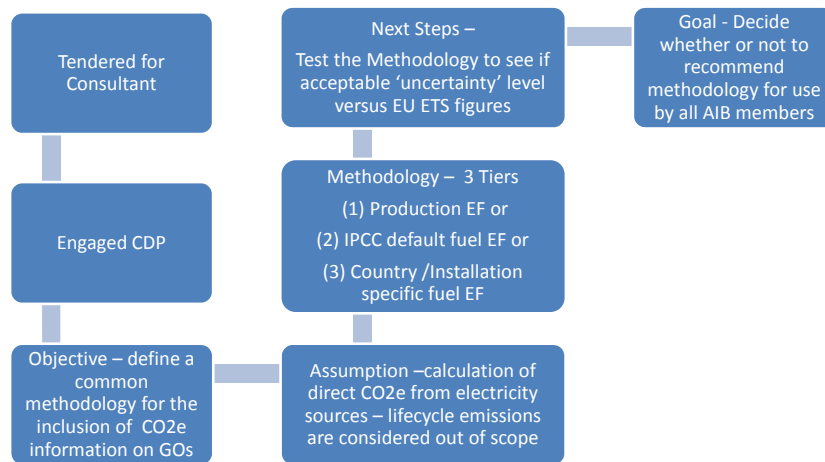 Tendered for
Consultant
Engaged CDP
Objective – define a
common
methodology for the
inclusion of CO2e
information on GOs
Assumption –calculation of
direct CO2e from electricity
sources – lifecycle emissions
are considered out of scope
Methodology – 3 Tiers
(1) Production EF or
(2) IPCC default fuel EF or
(3) Country /Installation
specific fuel EF
Next Steps –
Test the Methodology to see if
acceptable ‘uncertainty’ level
versus EU ETS figures
Goal - Decide
whether or not to
recommend
methodology for use
by all AIB members